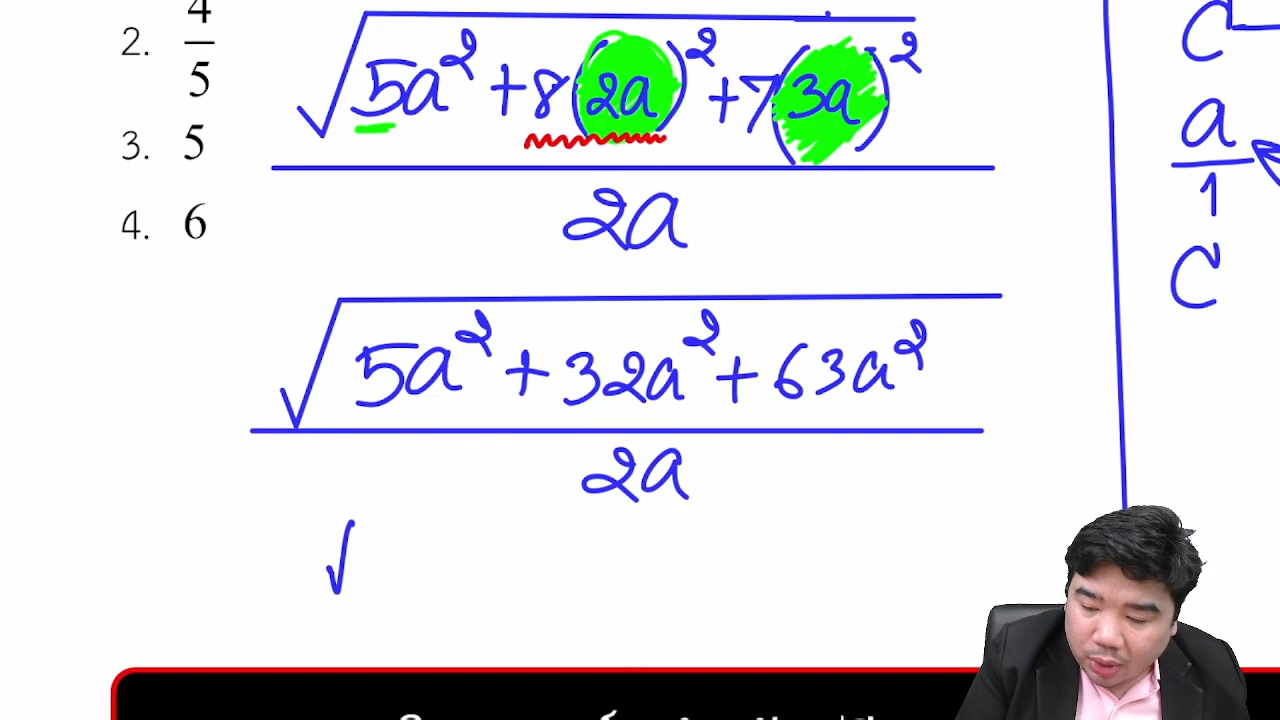 2. 4/5
√(5a² + 8(2a)² + 7(3a)²)
2a
3. 5
4. 6
√(5a² + 32a² + 63a²)
2a
√
C
a
1
C